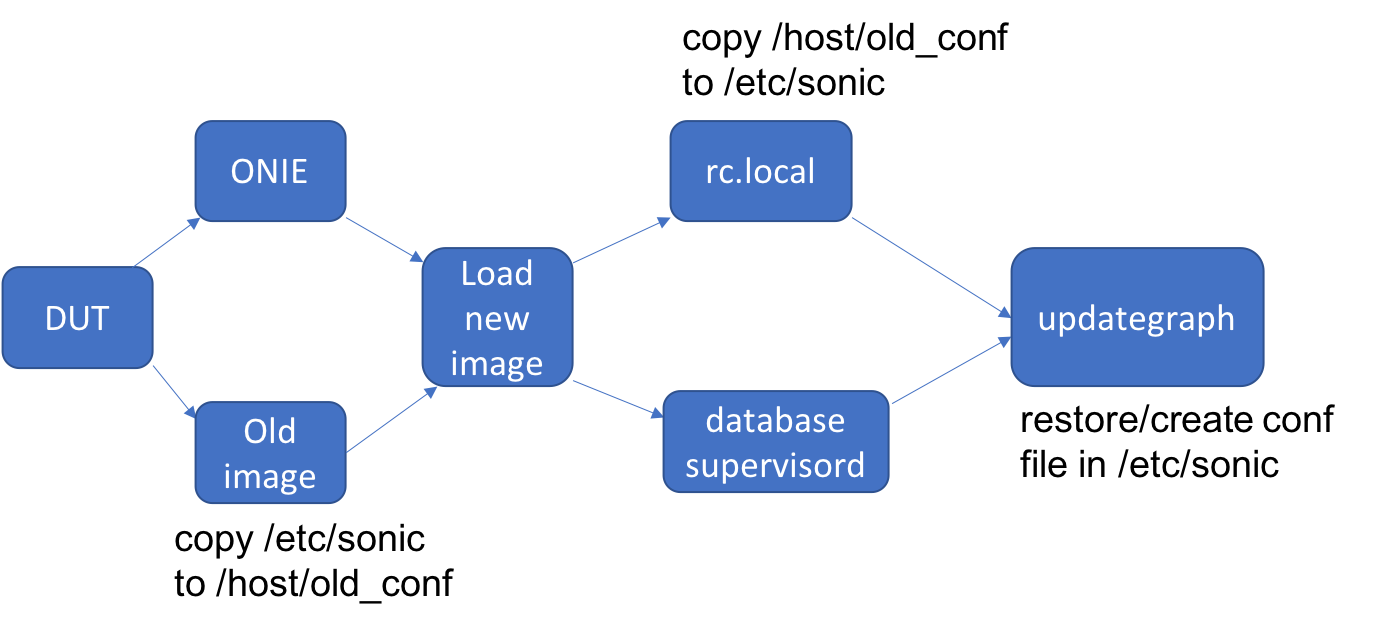 copy /host/old_conf
to /etc/sonic
ONIE
rc.local
DUT
Load
new
image
updategraph
Old
image
database
supervisord
restore/create conf
file in /etc/sonic
copy /etc/sonic
to /host/old_conf